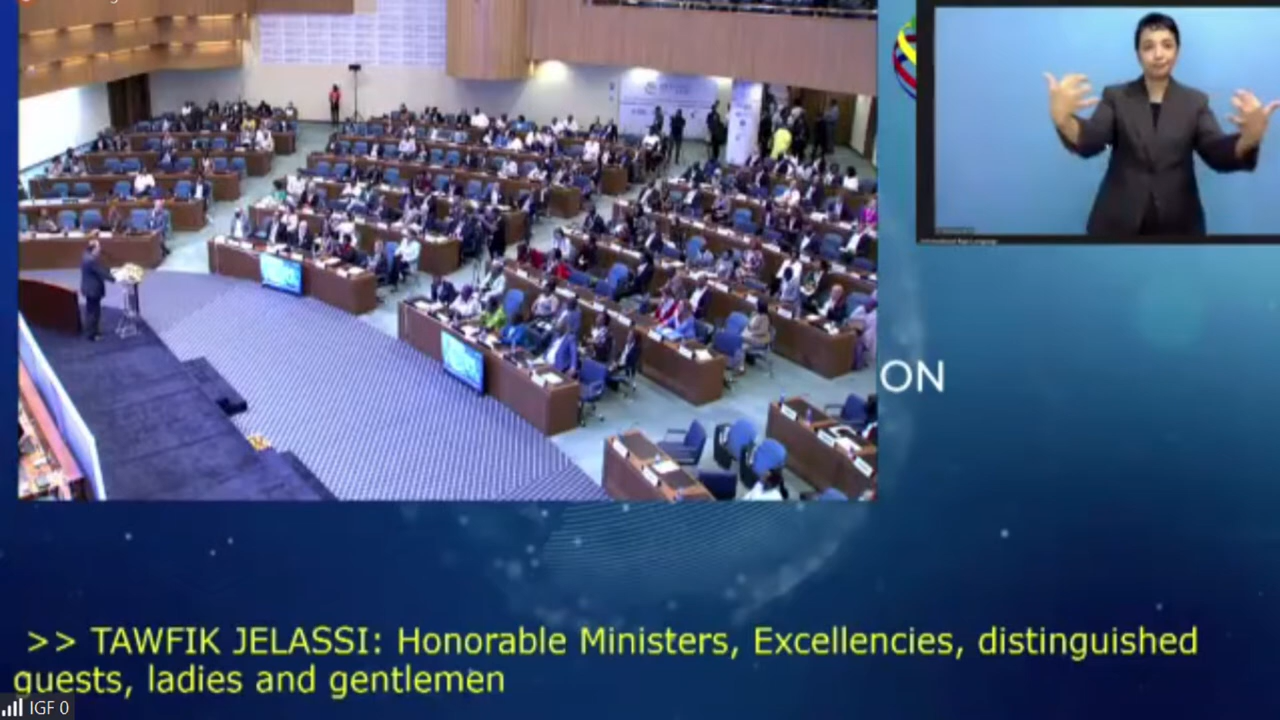 ON
>> TAWFIK JELASSI: Honorable Ministers, Excellencies, distinguished
guests, ladies and gentlemen
IGF 0